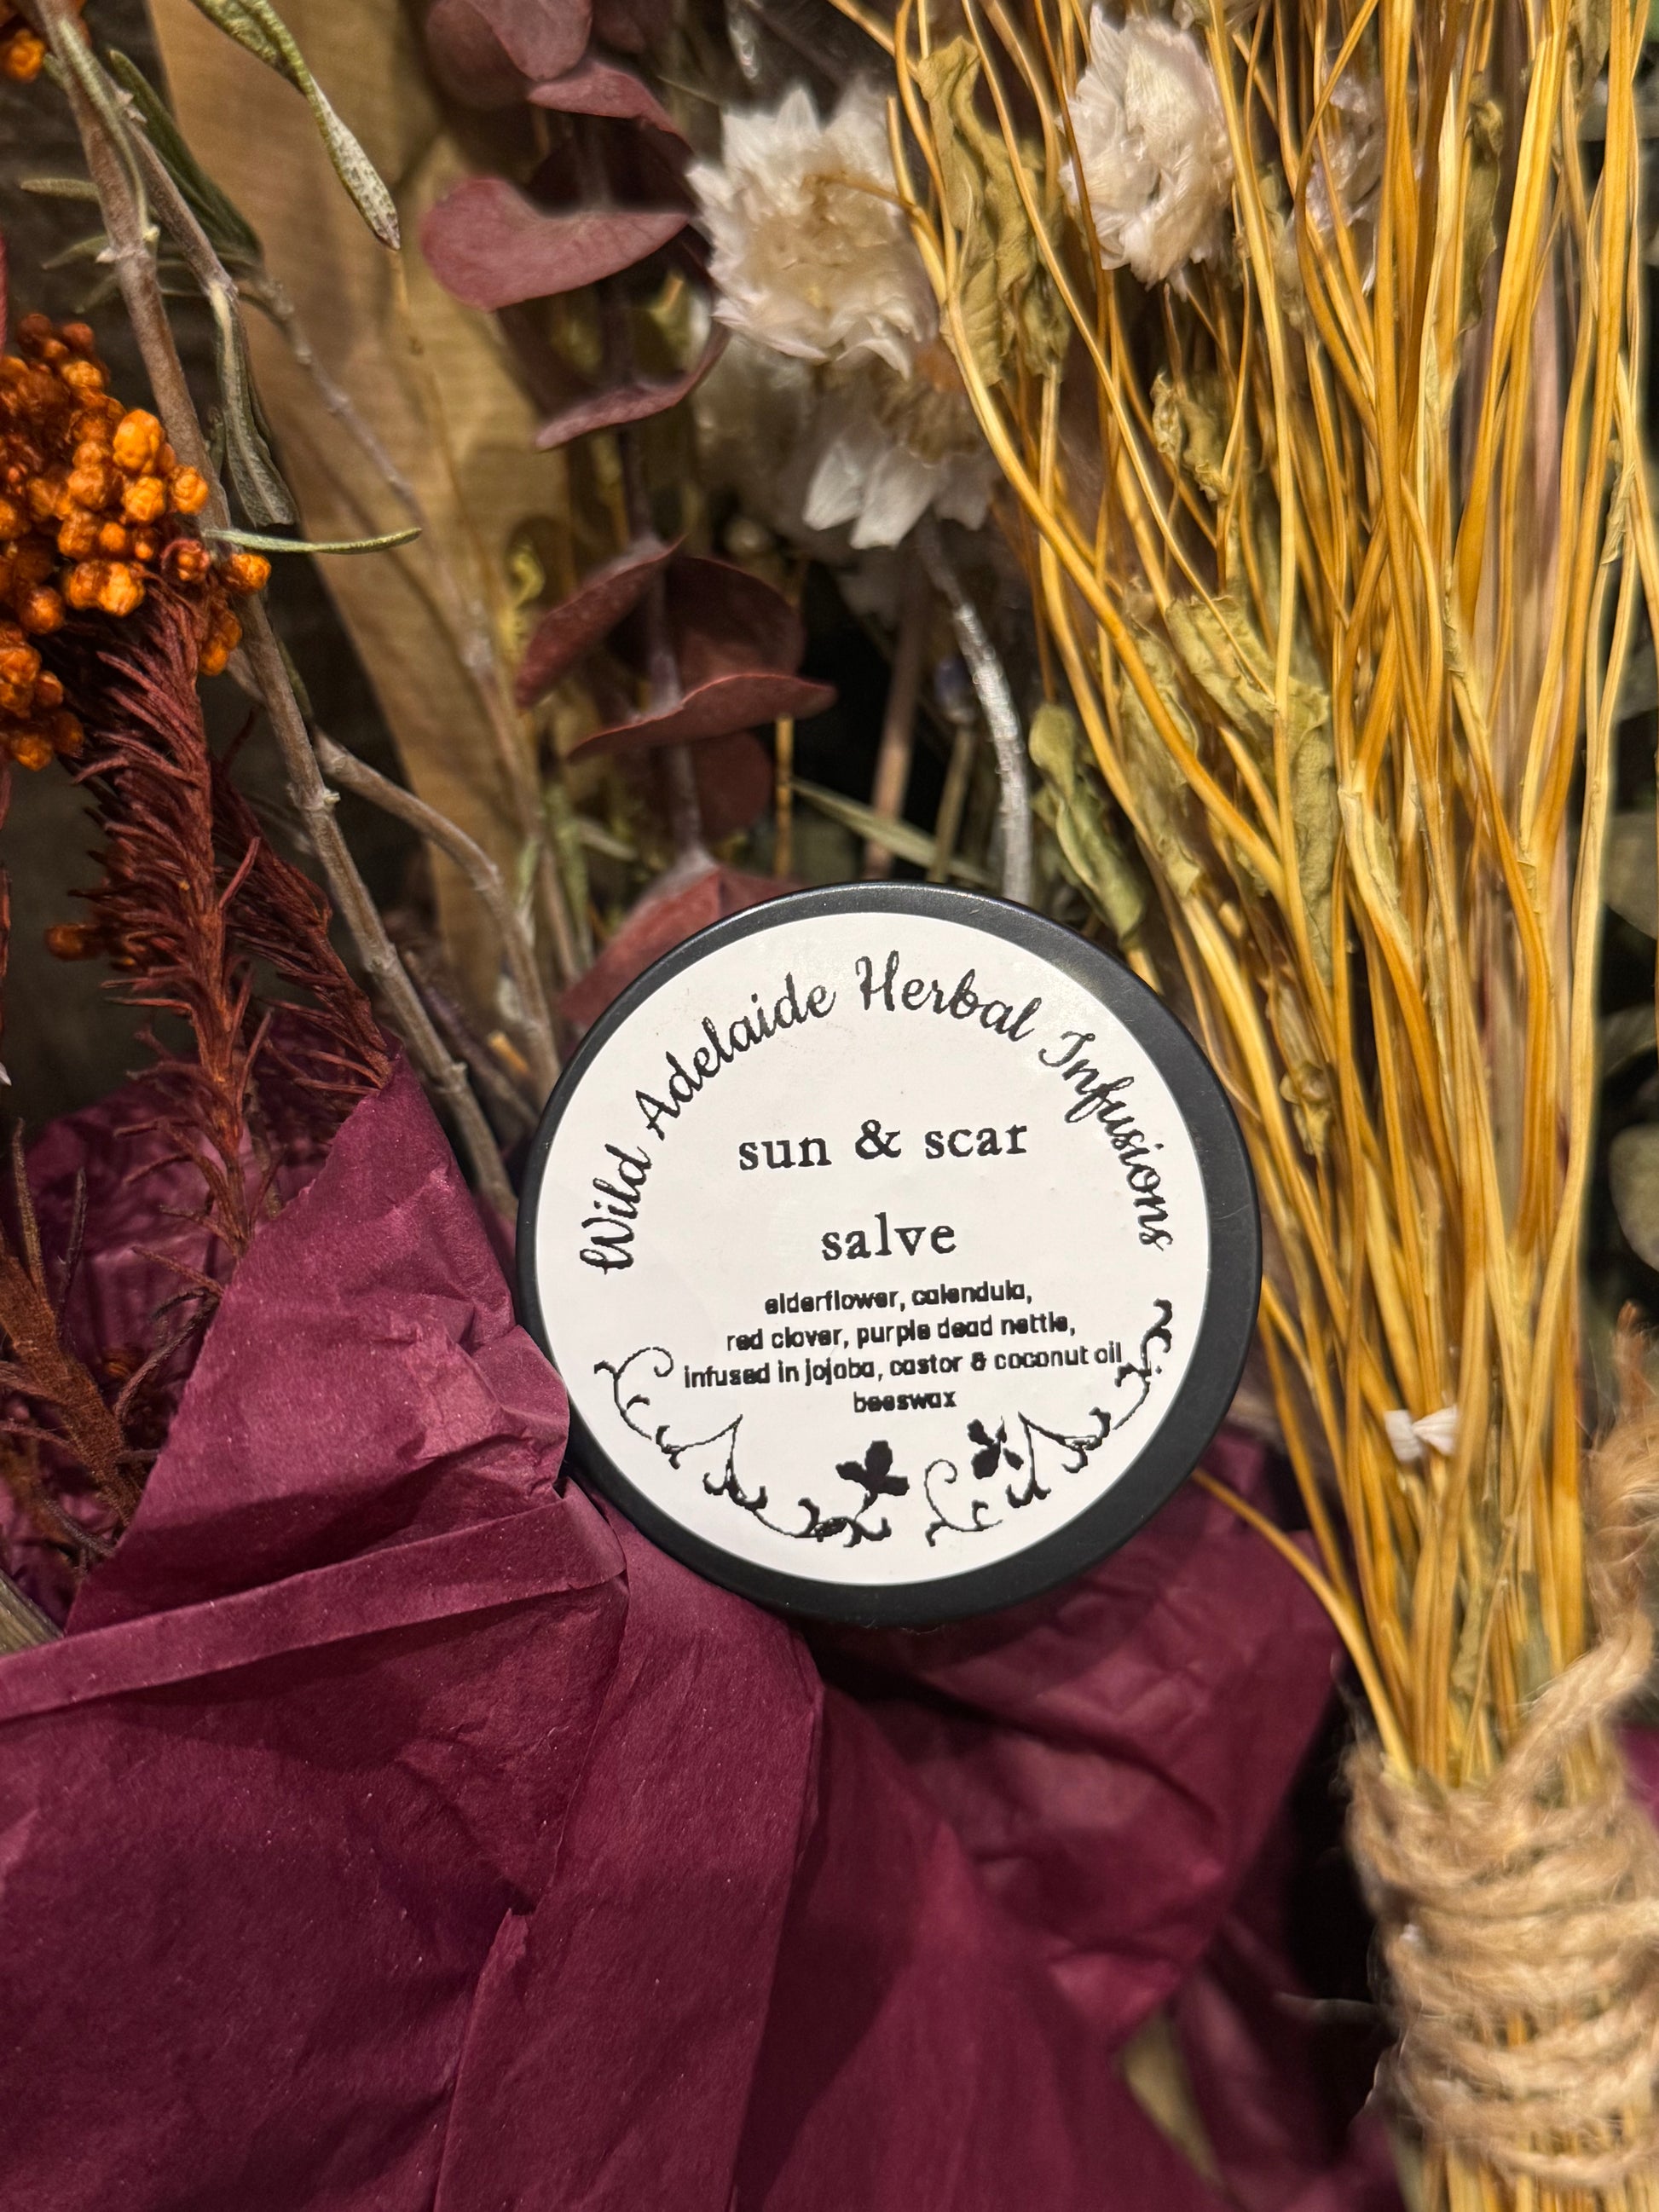 Wild Adelaide Herbal Infusions
sun & scar
salve
elderflower, calendula,
red clover, purple dead nettle,
infused in jojoba, castor & coconut oil
beeswax